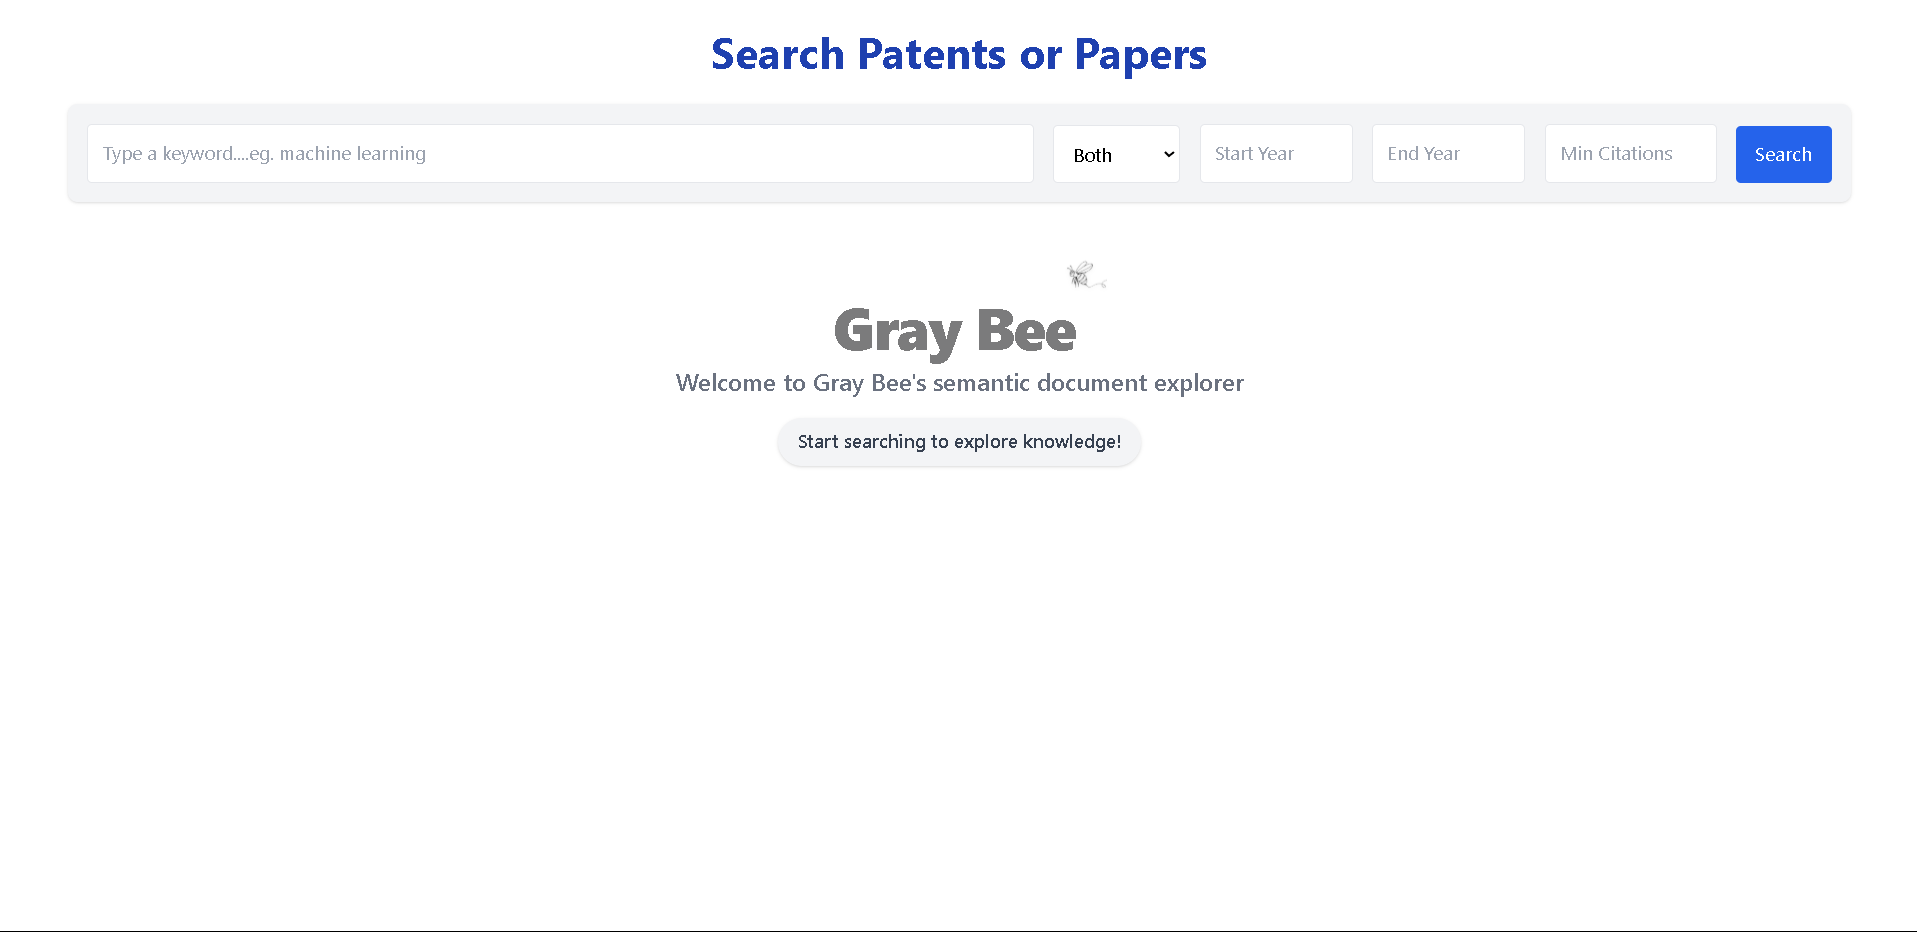 Search Patents or Papers
Type a keyword....eg. machine learning Both Start Year End Year Min Citations Search
Gray Bee
Welcome to Gray Bee's semantic document explorer
Start searching to explore knowledge!